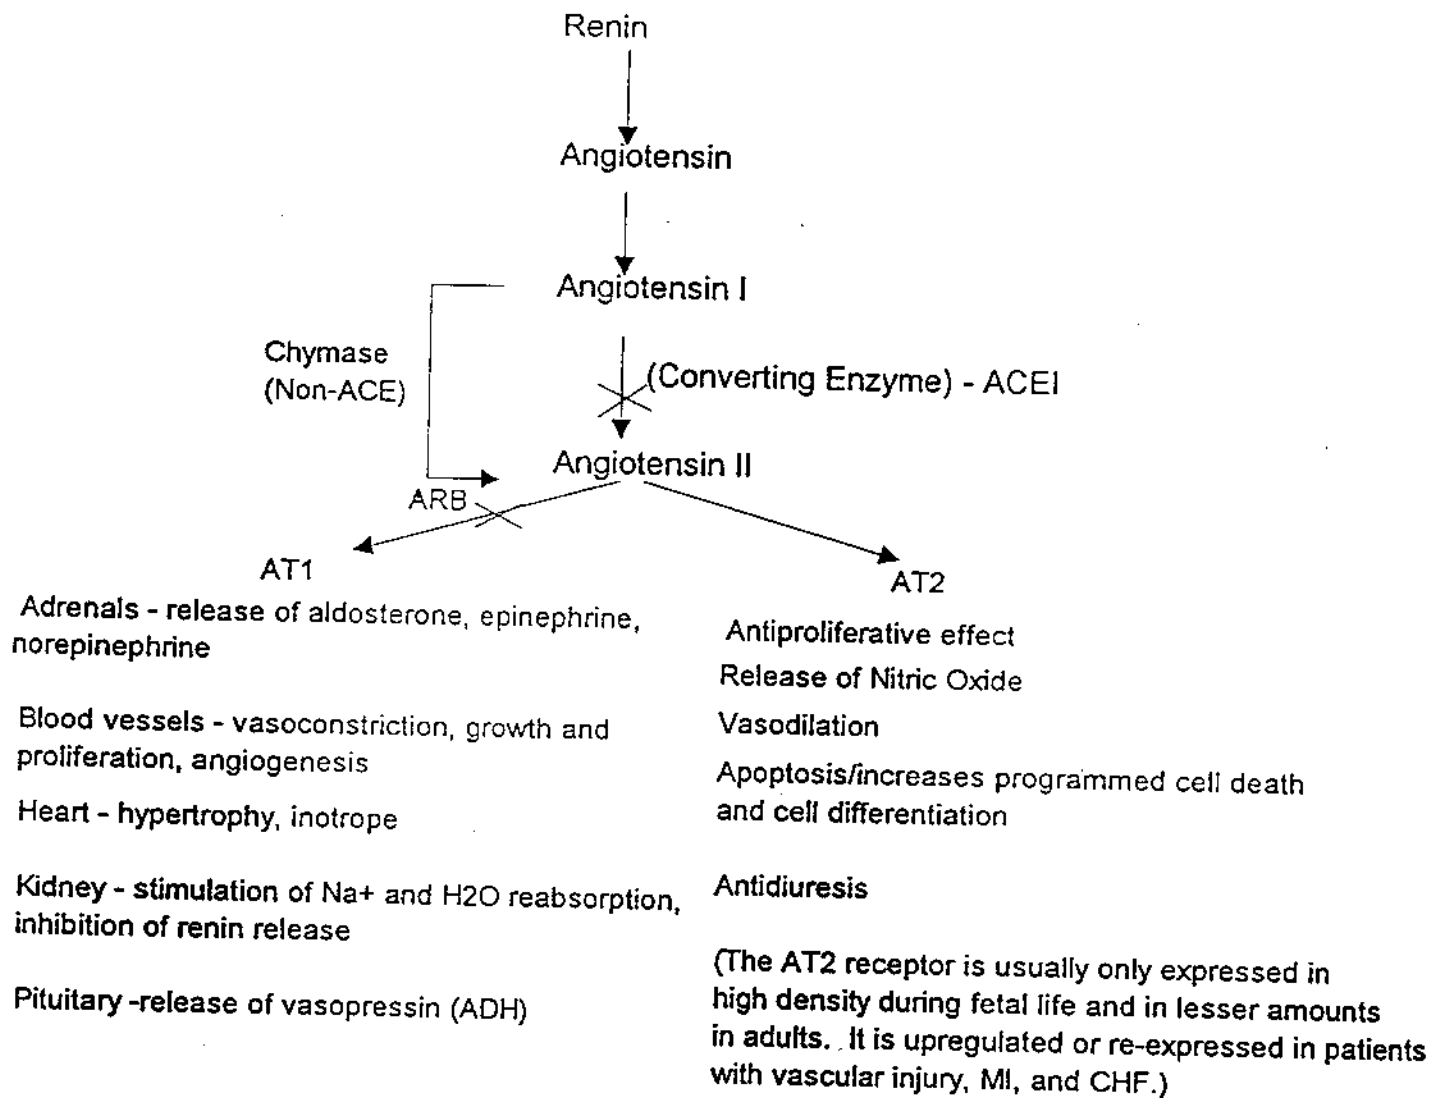 Renin
Angiotensin
Angiotensin I
Chymase
(Non-ACE)
(Converting Enzyme) - ACEI
Angiotensin II
ARB
AT1
Adrenals - release of aldosterone, epinephrine,
norepinephrine
Blood vessels - vasoconstriction, growth and
proliferation, angiogenesis
Heart - hypertrophy, inotrope
Kidney - stimulation of Na+ and H2O reabsorption,
inhibition of renin release
Pituitary -release of vasopressin (ADH)
AT2
Antiproliferative effect
Release of Nitric Oxide
Vasodilation
Apoptosis/increases programmed cell death
and cell differentiation
Antidiuresis
(The AT2 receptor is usually only expressed in
high density during fetal life and in lesser amounts
in adults. It is upregulated or re-expressed in patients
with vascular injury, MI, and CHF.)